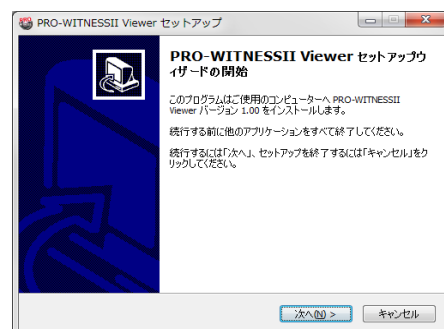 PRO-WITNESSII Viewer セットアップ
PRO-WITNESSII Viewer セットアップウ
ィザードの開始
このプログラムはご使用のコンピューターへ PRO-WITNESSII
Viewer バージョン 1.00 をインストールします。
続行する前に他のアプリケーションをすべて終了してください。
続行するには「次へ」、セットアップを終了するには「キャンセル」をク
リックしてください。
次へ(N) >
キャンセル